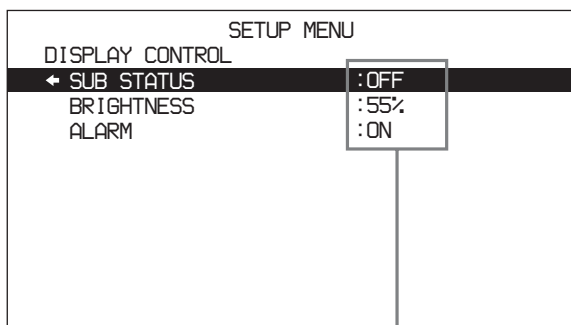 SETUP MENU
DISPLAY CONTROL
← SUB STATUS :OFF
BRIGHTNESS :55%
ALARM :ON